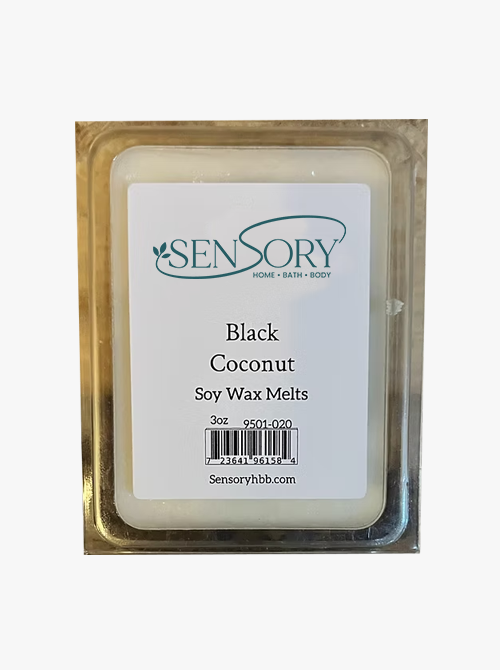 SENSORY
HOME • BATH • BODY
Black
Coconut
Soy Wax Melts
3oz 9501-020
7 23641 96158 4
Sensoryhbb.com